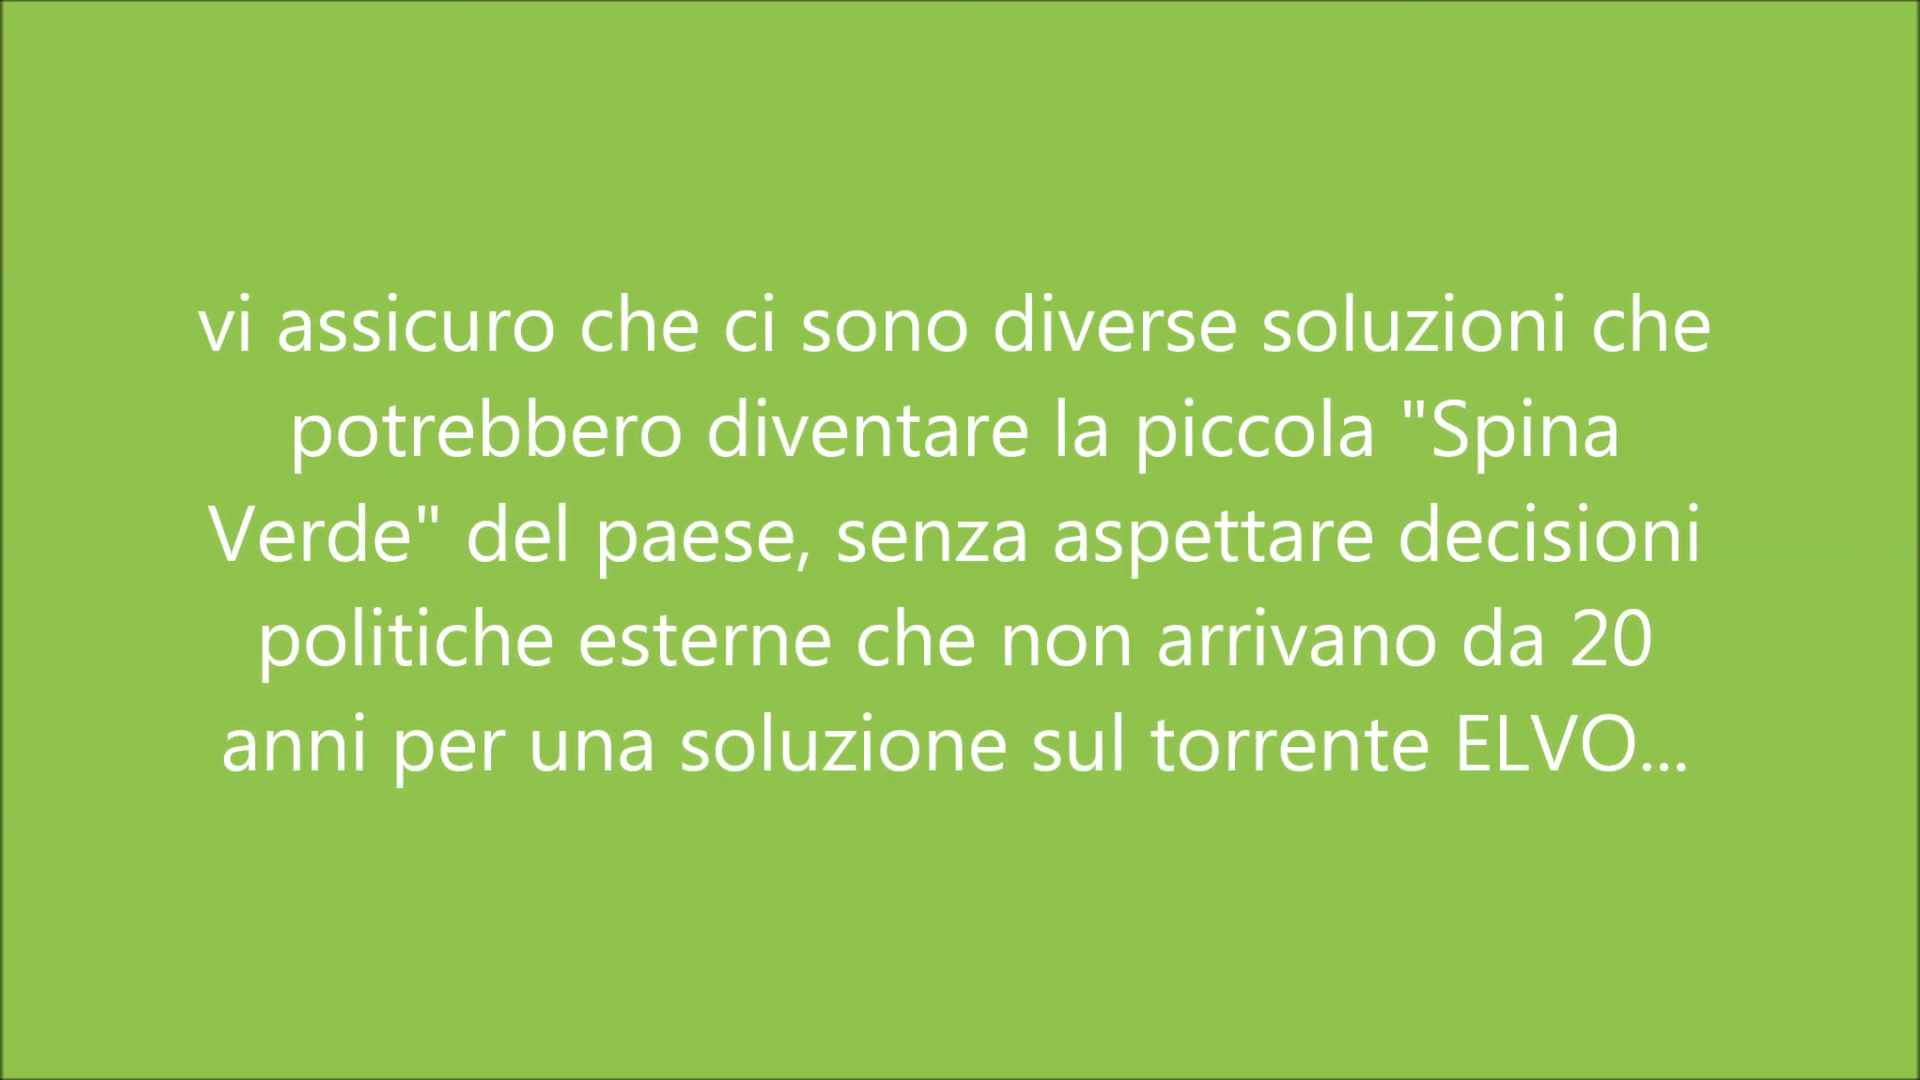 vi assicuro che ci sono diverse soluzioni che
potrebbero diventare la piccola "Spina
Verde" del paese, senza aspettare decisioni
politiche esterne che non arrivano da 20
anni per una soluzione sul torrente ELVO...